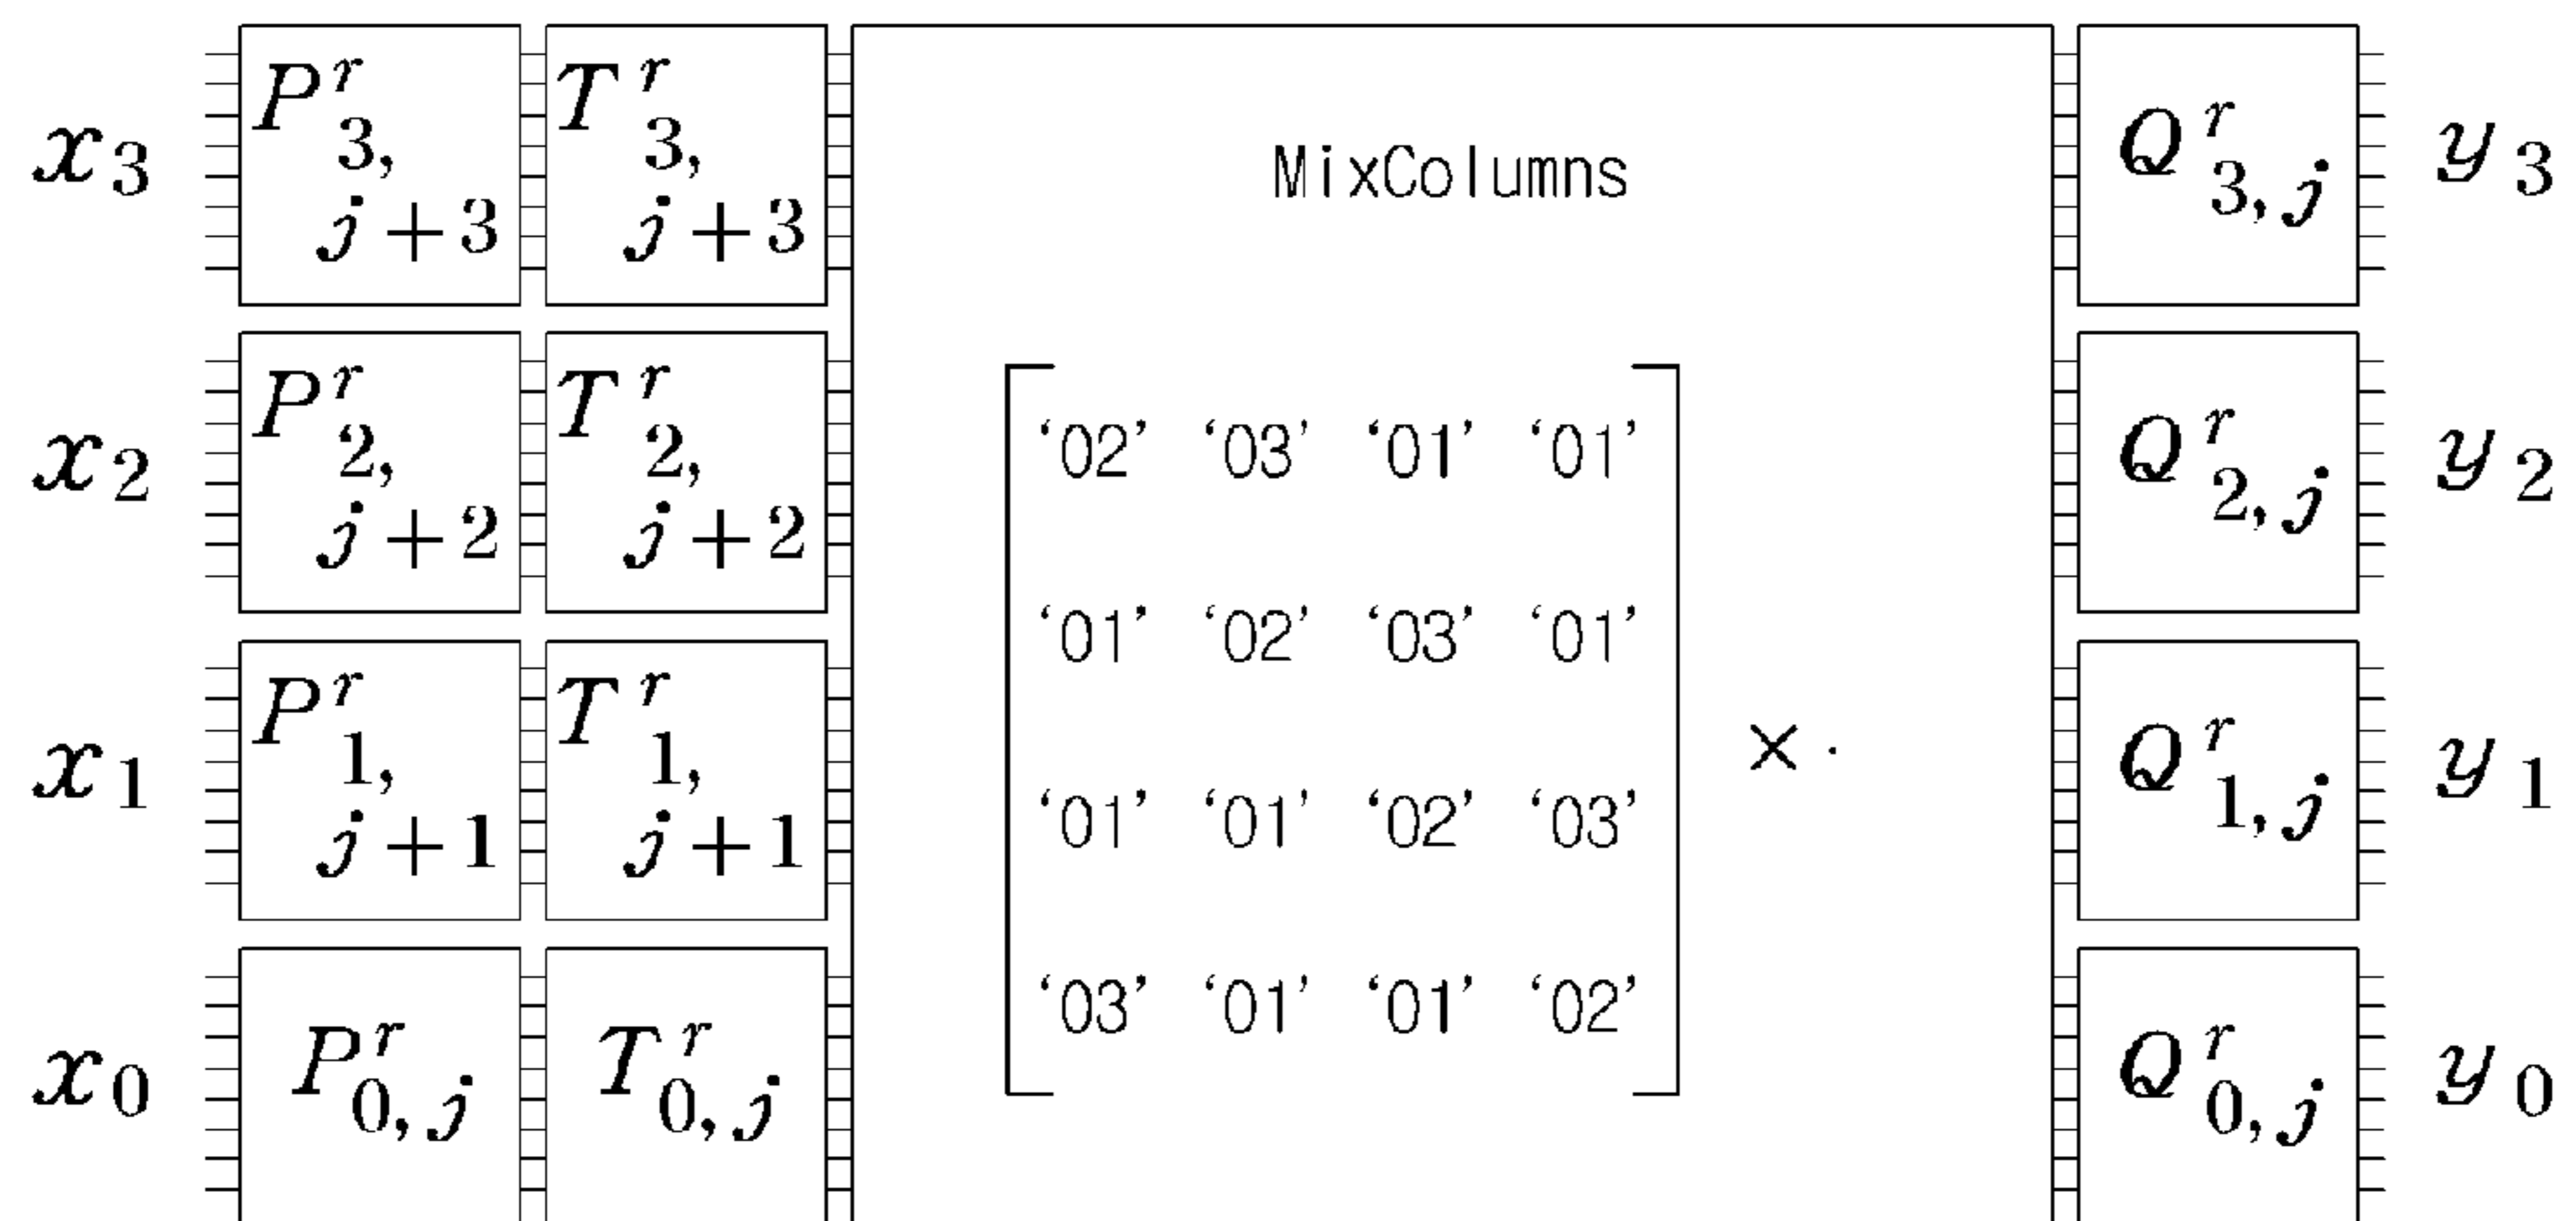 x3 P^r_{3, j+3} T^r_{3, j+3} MixColumns Q^r_{3,j} y3
x2 P^r_{2, j+2} T^r_{2, j+2} Q^r_{2,j} y2
x1 P^r_{1, j+1} T^r_{1, j+1} Q^r_{1,j} y1
x0 P^r_{0,j} T^r_{0,j} Q^r_{0,j} y0
‘02’ ‘03’ ‘01’ ‘01’
‘01’ ‘02’ ‘03’ ‘01’
‘01’ ‘01’ ‘02’ ‘03’
‘03’ ‘01’ ‘01’ ‘02’
× ·